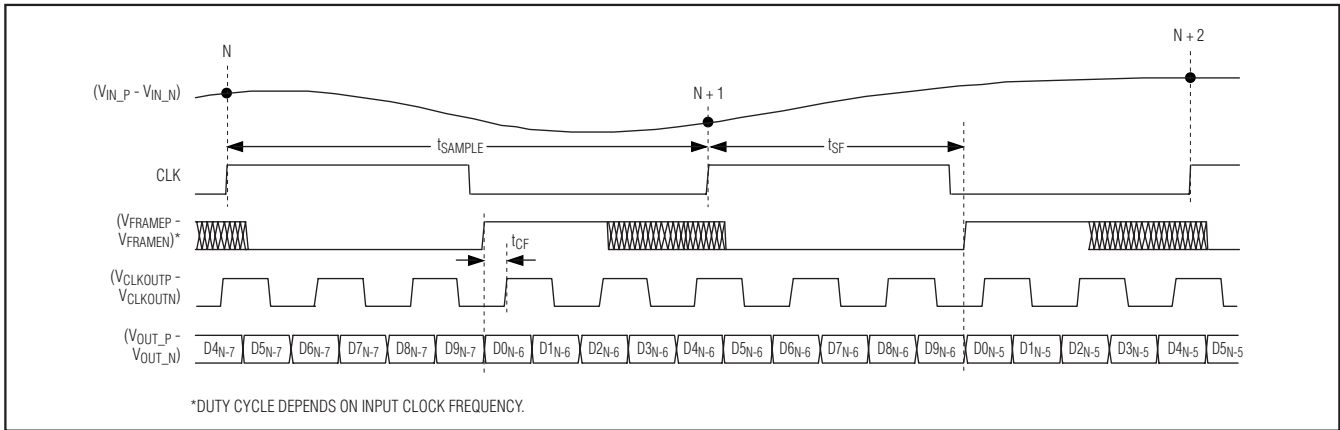 N
N + 1
N + 2
(VIN_P - VIN_N)
tSAMPLE
tSF
CLK
(VFRAMEP -
VFRAMEN)*
tCF
(VCLKOUTP -
VCLKOUTN)
(VOUT_P -
VOUT_N)
D4N-7 D5N-7 D6N-7 D7N-7 D8N-7 D9N-7 D0N-6 D1N-6 D2N-6 D3N-6 D4N-6 D5N-6 D6N-6 D7N-6 D8N-6 D9N-6 D0N-5 D1N-5 D2N-5 D3N-5 D4N-5 D5N-5
*DUTY CYCLE DEPENDS ON INPUT CLOCK FREQUENCY.